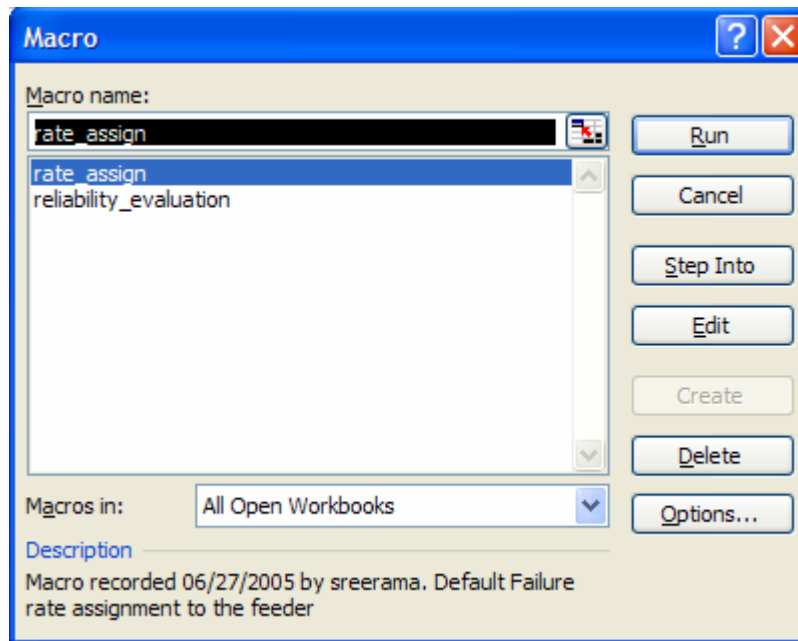 Macro
?
Macro name:
rate_assign
rate_assign
reliability_evaluation
Run
Cancel
Step Into
Edit
Create
Delete
Options...
Macros in:
All Open Workbooks
Description
Macro recorded 06/27/2005 by sreerama. Default Failure
rate assignment to the feeder